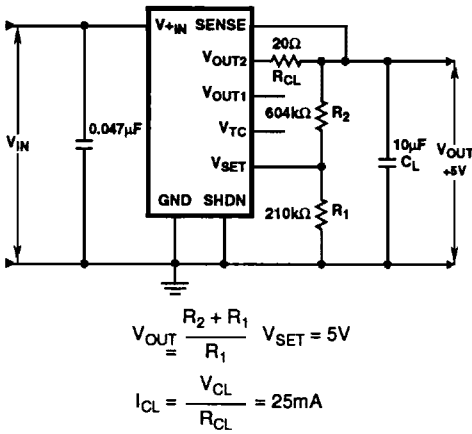 V+IN SENSE
20Ω
VOUT2
RCL
VOUT1
604kΩ R2
VTC
0.047µF
VIN
VSET
10µF
CL
VOUT
+5V
210kΩ R1
GND SHDN
VOUT = R2 + R1 / R1 VSET = 5V
ICL = VCL / RCL = 25mA